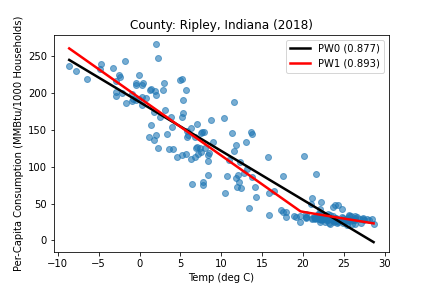 County: Ripley, Indiana (2018)
Per-Capita Consumption (MMBtu/1000 Households)
250
200
150
100
50
0
PW0 (0.877)
PW1 (0.893)
−10 −5 0 5 10 15 20 25 30
Temp (deg C)